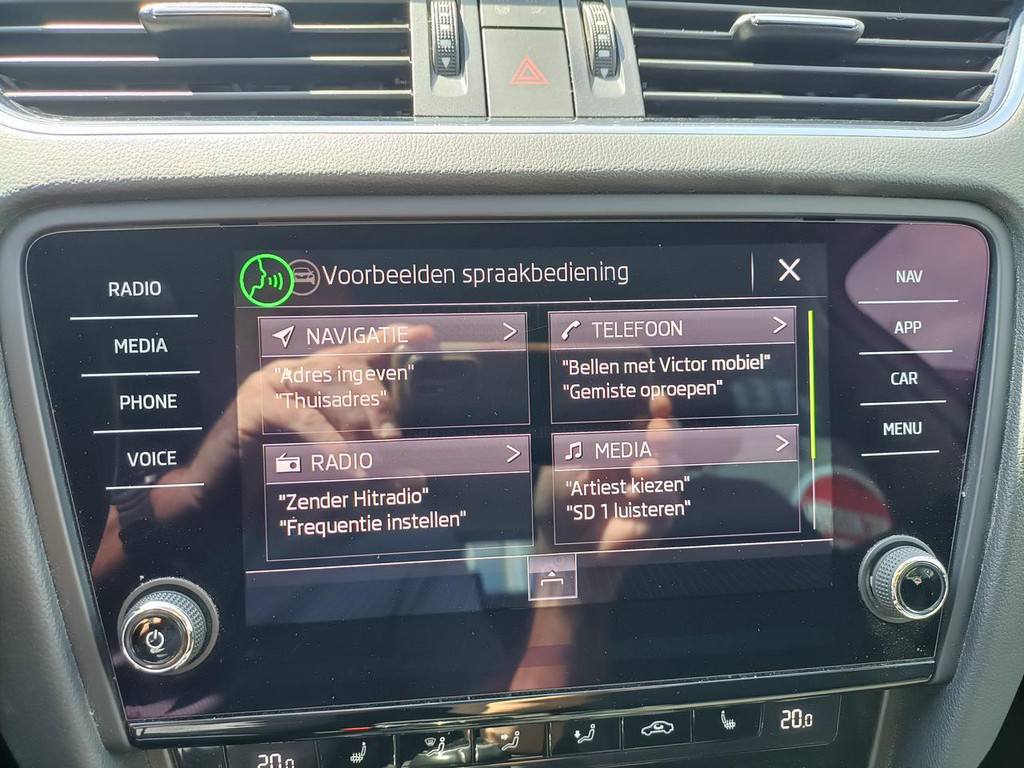 RADIO
MEDIA
PHONE
VOICE
Voorbeelden spraakbediening
NAVIGATIE
"Adres ingeven"
"Thuisadres"
TELEFOON
"Bellen met Victor mobiel"
"Gemiste oproepen"
RADIO
"Zender Hitradio"
"Frequentie instellen"
MEDIA
"Artiest kiezen"
"SD 1 luisteren"
NAV
APP
CAR
MENU
20.0
20.0